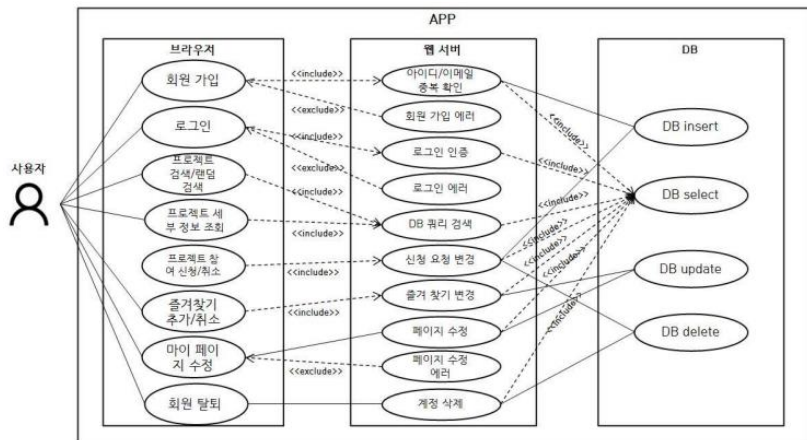 APP
브라우저
웹 서버
DB
사용자
회원 가입
로그인
프로젝트
검색/랜덤
검색
프로젝트 세
부 정보 조회
프로젝트 참
여 신청/취소
즐겨찾기
추가/취소
마이 페이
지 수정
회원 탈퇴
<<include>>
<<exclude>>
<<include>>
<<exclude>>
<<include>>
<<include>>
<<include>>
<<include>>
<<exclude>>
아이디/이메일
중복 확인
회원 가입 에러
로그인 인증
로그인 에러
DB 쿼리 검색
신청 요청 변경
즐겨 찾기 변경
페이지 수정
페이지 수정
에러
계정 삭제
<<include>>
<<include>>
<<include>>
<<include>>
<<include>>
<<include>>
<<include>>
DB insert
DB select
DB update
DB delete